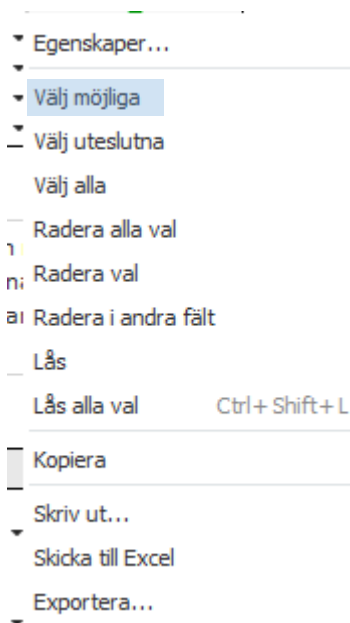 Egenskaper...
Välj möjliga
Välj uteslutna
Välj alla
Radera alla val
Radera val
Radera i andra fält
Lås
Lås alla val Ctrl+Shift+L
Kopiera
Skriv ut...
Skicka till Excel
Exportera...